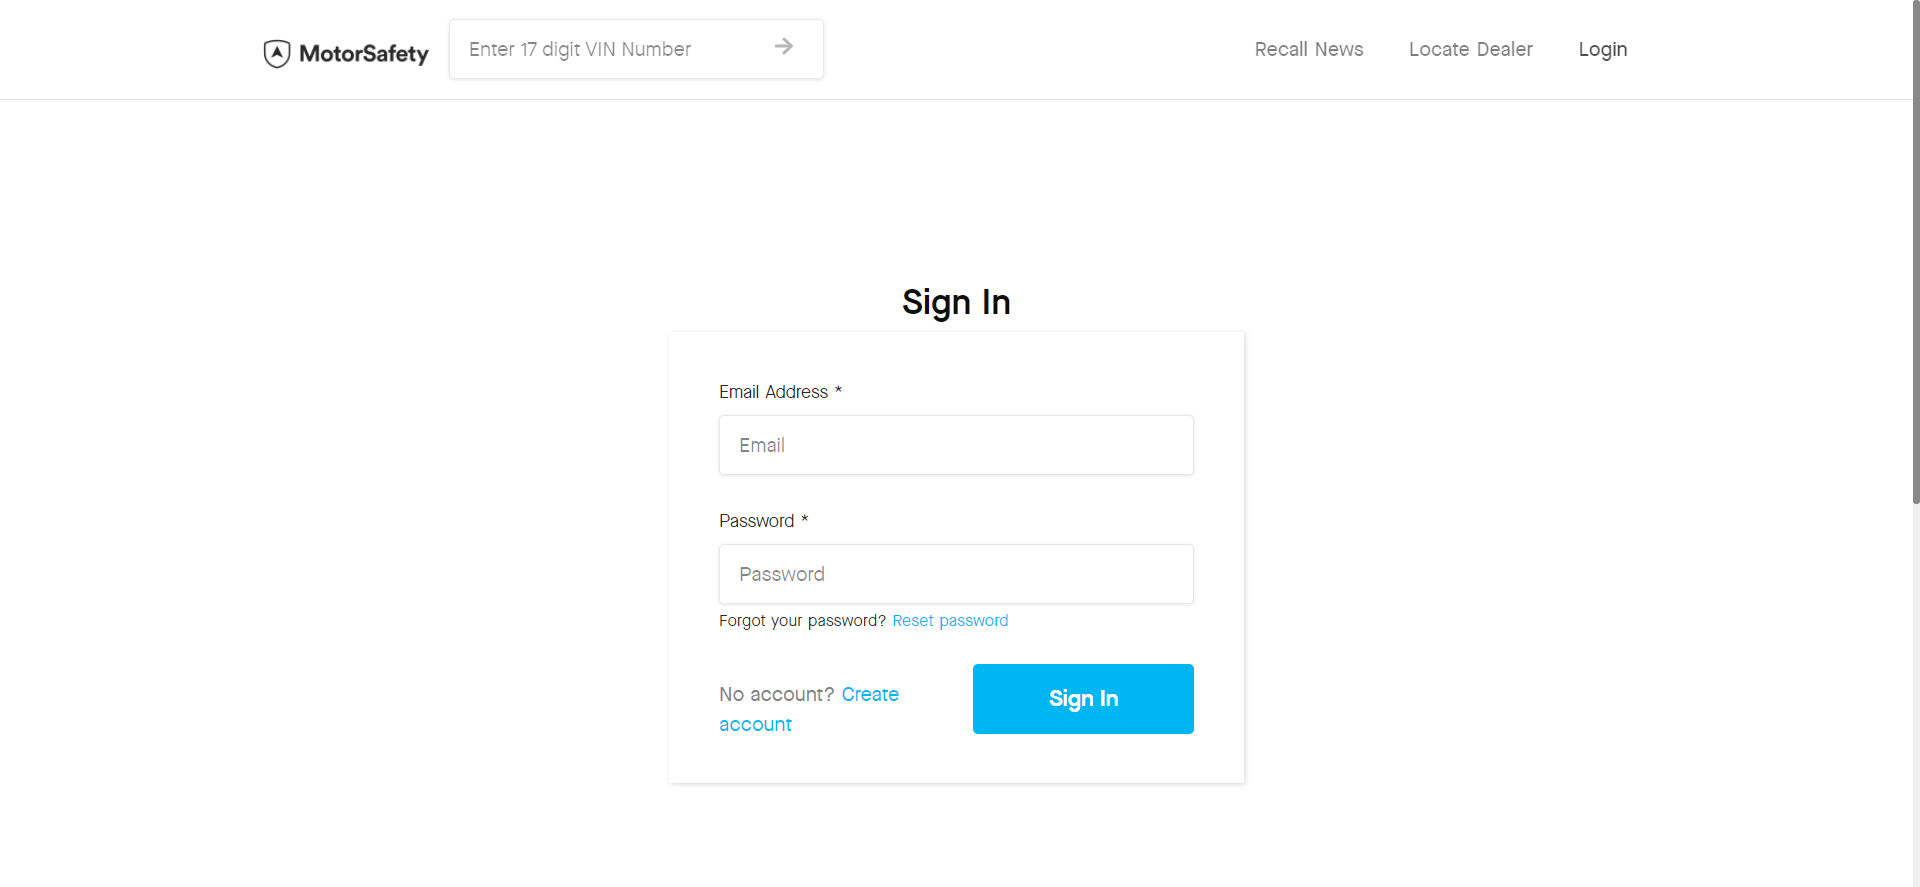 MotorSafety
Enter 17 digit VIN Number
Recall News
Locate Dealer
Login
Sign In
Email Address *
Email
Password *
Password
Forgot your password? Reset password
No account? Create
account
Sign In